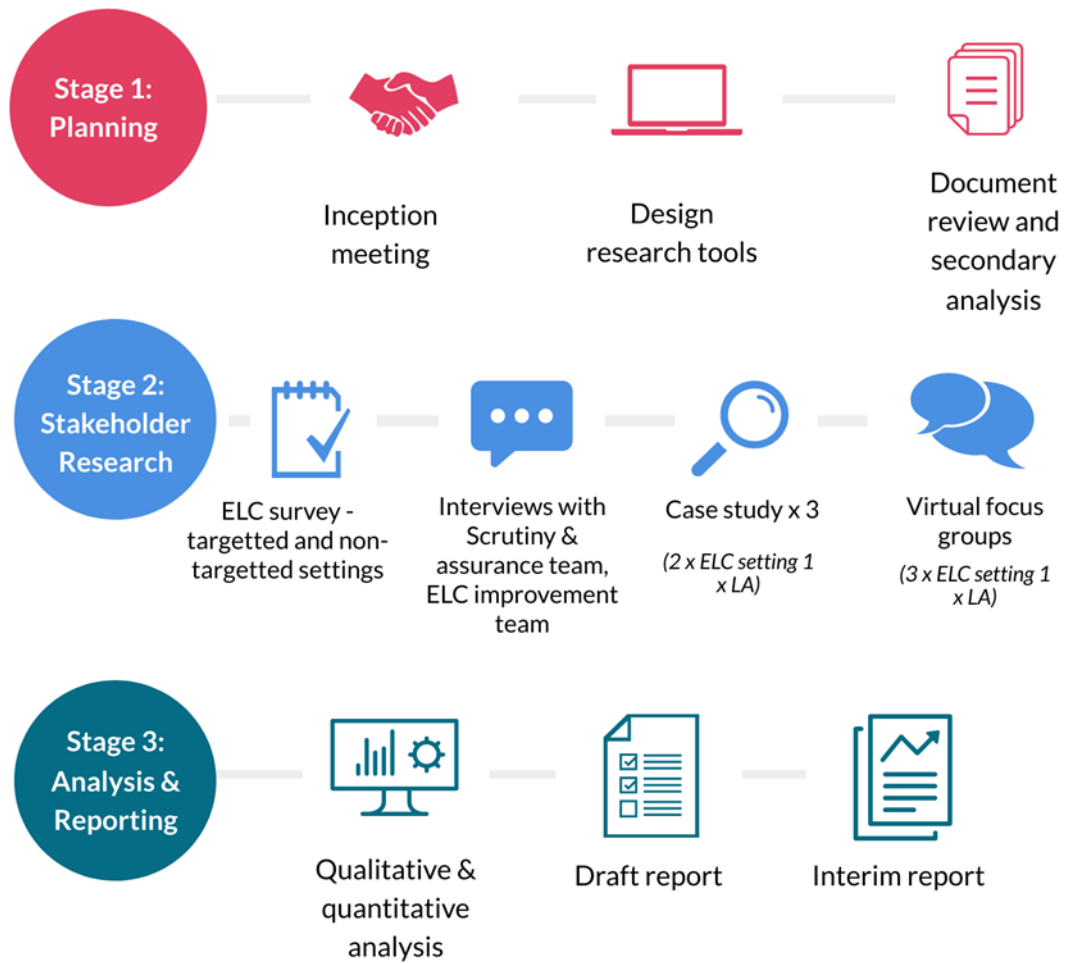 Stage 1:
Planning
Inception
meeting
Design
research tools
Document
review and
secondary
analysis
Stage 2:
Stakeholder
Research
ELC survey -
targetted and non-
targetted settings
Interviews with
Scrutiny &
assurance team,
ELC improvement
team
Case study x 3
(2 x ELC setting 1
x LA)
Virtual focus
groups
(3 x ELC setting 1
x LA)
Stage 3:
Analysis &
Reporting
Qualitative &
quantitative
analysis
Draft report
Interim report